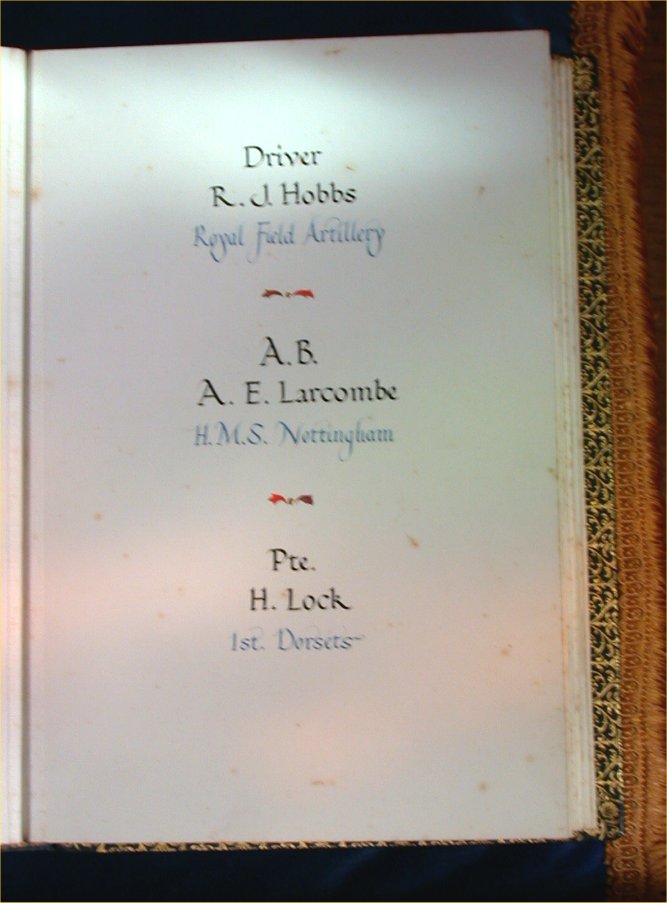 Driver
R. J. Hobbs
Royal Field Artillery
A.B.
A. E. Larcombe
H.M.S. Nottingham
Pte.
H. Lock
1st. Dorsets